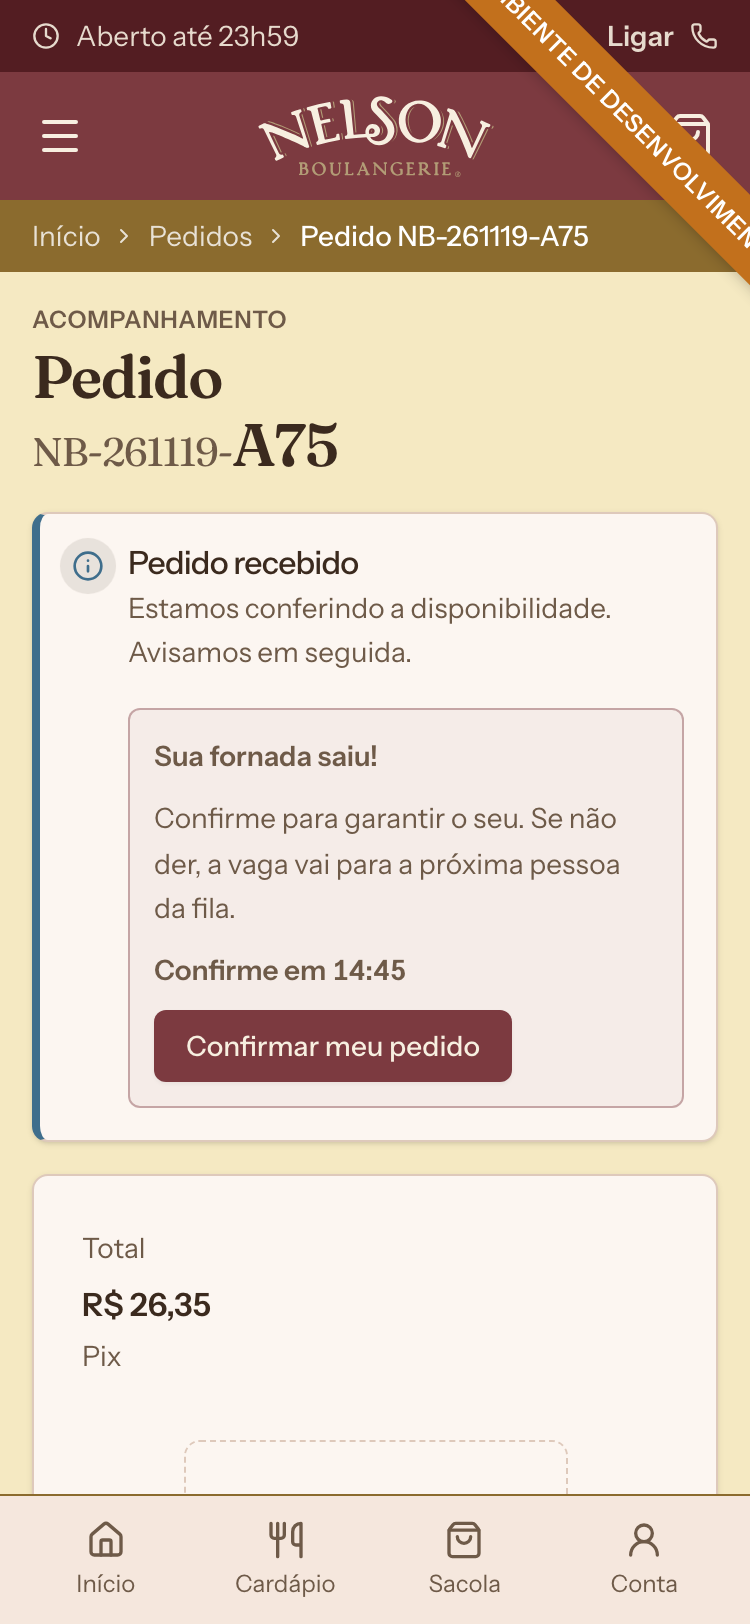 Aberto até 23h59
Ligar
AMBIENTE DE DESENVOLVIMEN
NELSON
BOULANGERIE
Início > Pedidos > Pedido NB-261119-A75
ACOMPANHAMENTO
Pedido
NB-261119-A75
Pedido recebido
Estamos conferindo a disponibilidade.
Avisamos em seguida.
Sua fornada saiu!
Confirme para garantir o seu. Se não
der, a vaga vai para a próxima pessoa
da fila.
Confirme em 14:45
Confirmar meu pedido
Total
R$ 26,35
Pix
Início
Cardápio
Sacola
Conta